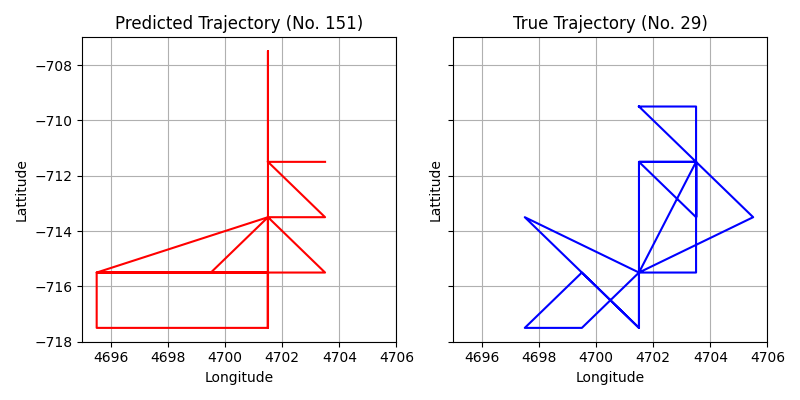 Predicted Trajectory (No. 151)
True Trajectory (No. 29)
−708
−710
−712
−714
−716
−718
Lattitude
Lattitude
4696 4698 4700 4702 4704 4706
4696 4698 4700 4702 4704 4706
Longitude
Longitude